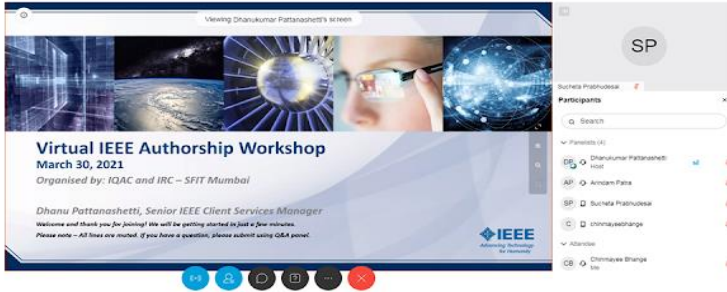 Viewing Dhanukumar Pattanashetti's screen
Virtual IEEE Authorship Workshop
March 30, 2021
Organised by: IQAC and IRC – SFIT Mumbai
Dhanu Pattanashetti, Senior IEEE Client Services Manager
Welcome and thank you for joining! We will be getting started in just a few minutes.
Please note – All lines are muted. If you have a question, please submit using Q&A panel.
IEEE
Advancing Technology
for Humanity
SP
Sucheta Prabhudesai
Participants
Search
Panelists (4)
DP Dhanukumar Pattanashetti
Host
AP Arindam Patra
SP Sucheta Prabhudesai
C chinmayeebhange
Attendee
CB Chinmayee Bhange
Me